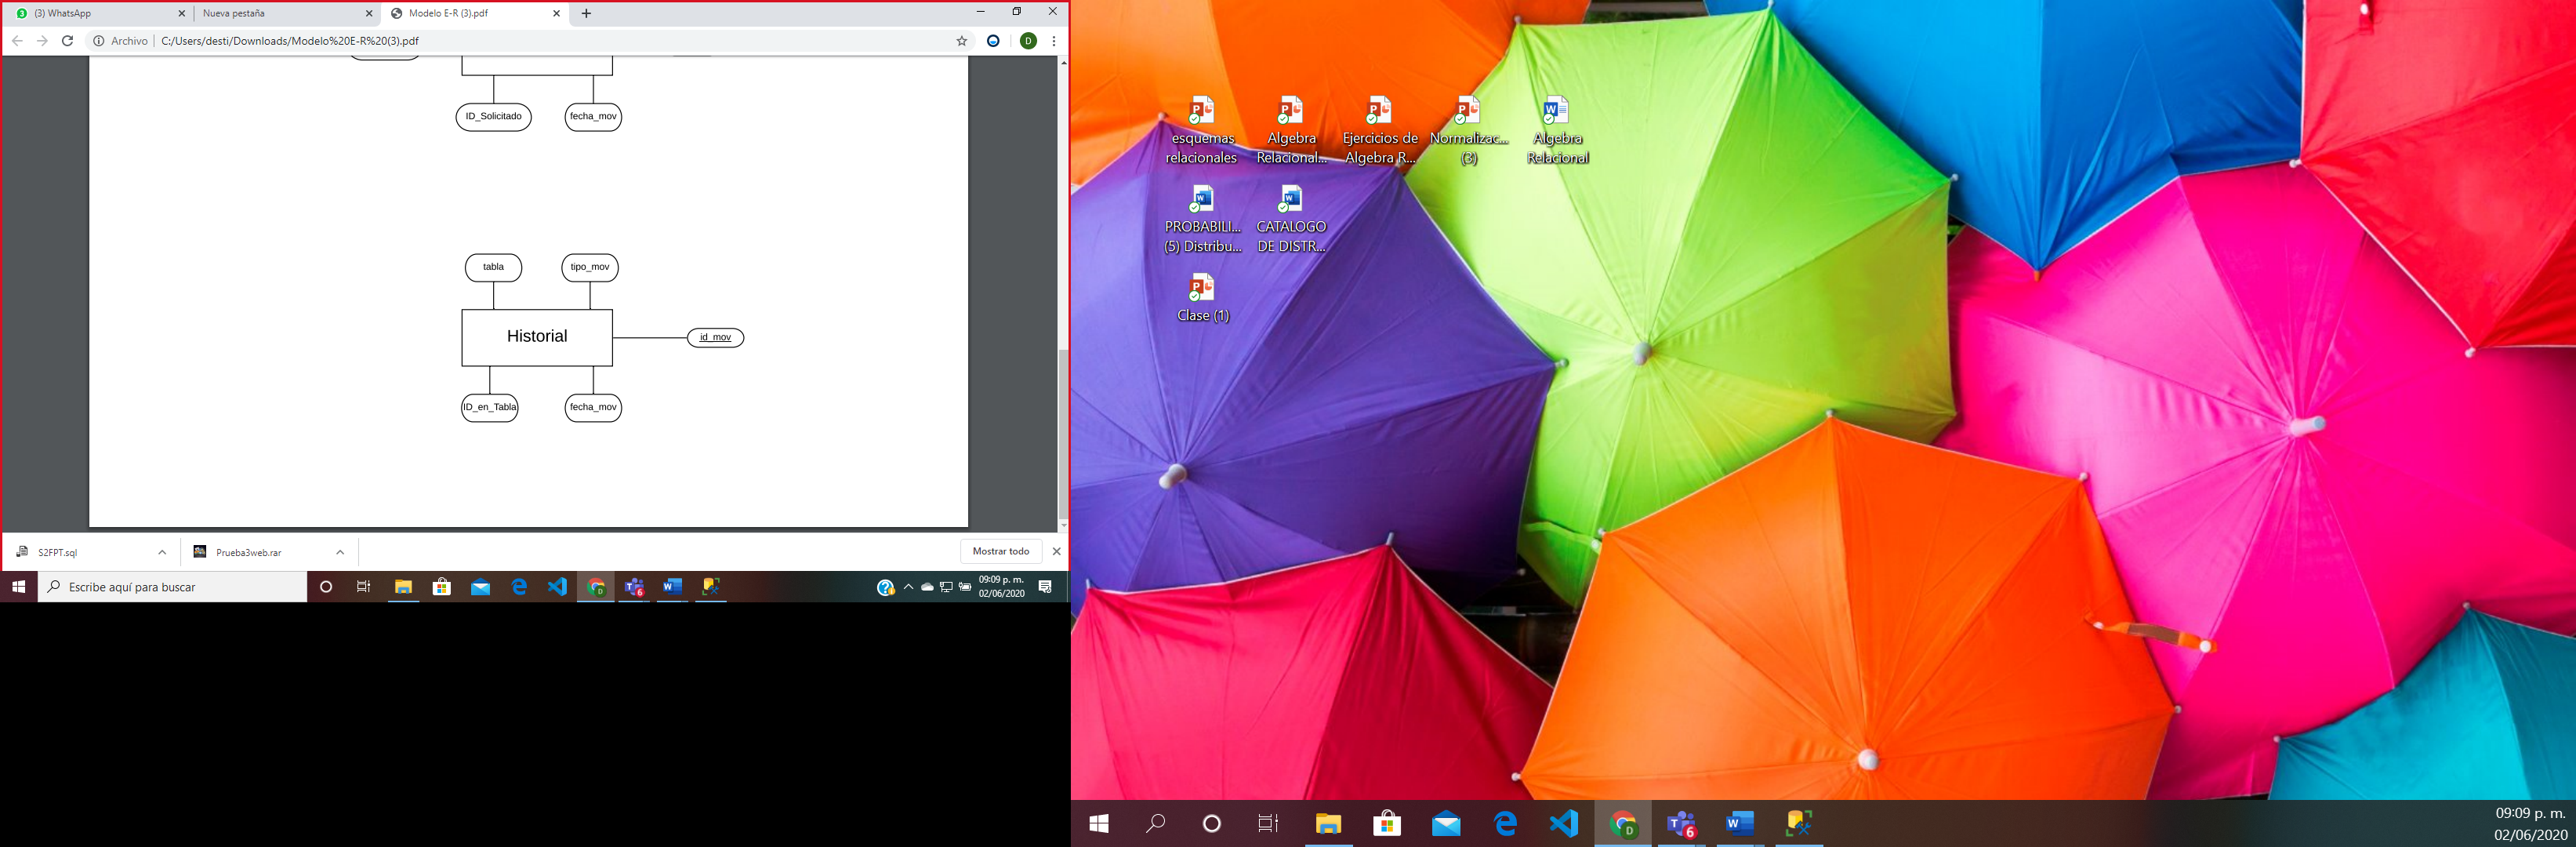 3
(3) WhatsApp
Nueva pestaña
Modelo E-R (3).pdf
Archivo
C:/Users/desti/Downloads/Modelo%20E-R%20(3).pdf
D
ID_Solicitado
fecha_mov
tabla
tipo_mov
Historial
id_mov
ID_en_Tabla
fecha_mov
S2FPT.sql
Prueba3web.rar
Mostrar todo
Escribe aquí para buscar
6
09:09 p. m.
02/06/2020
esquemas
relacionales
Algebra
Relacional...
Ejercicios de
Algebra R...
Normalizac...
(3)
Algebra
Relacional
PROBABILI...
(5) Distribu...
CATALOGO
DE DISTR...
Clase (1)
D
6
09:09 p. m.
02/06/2020